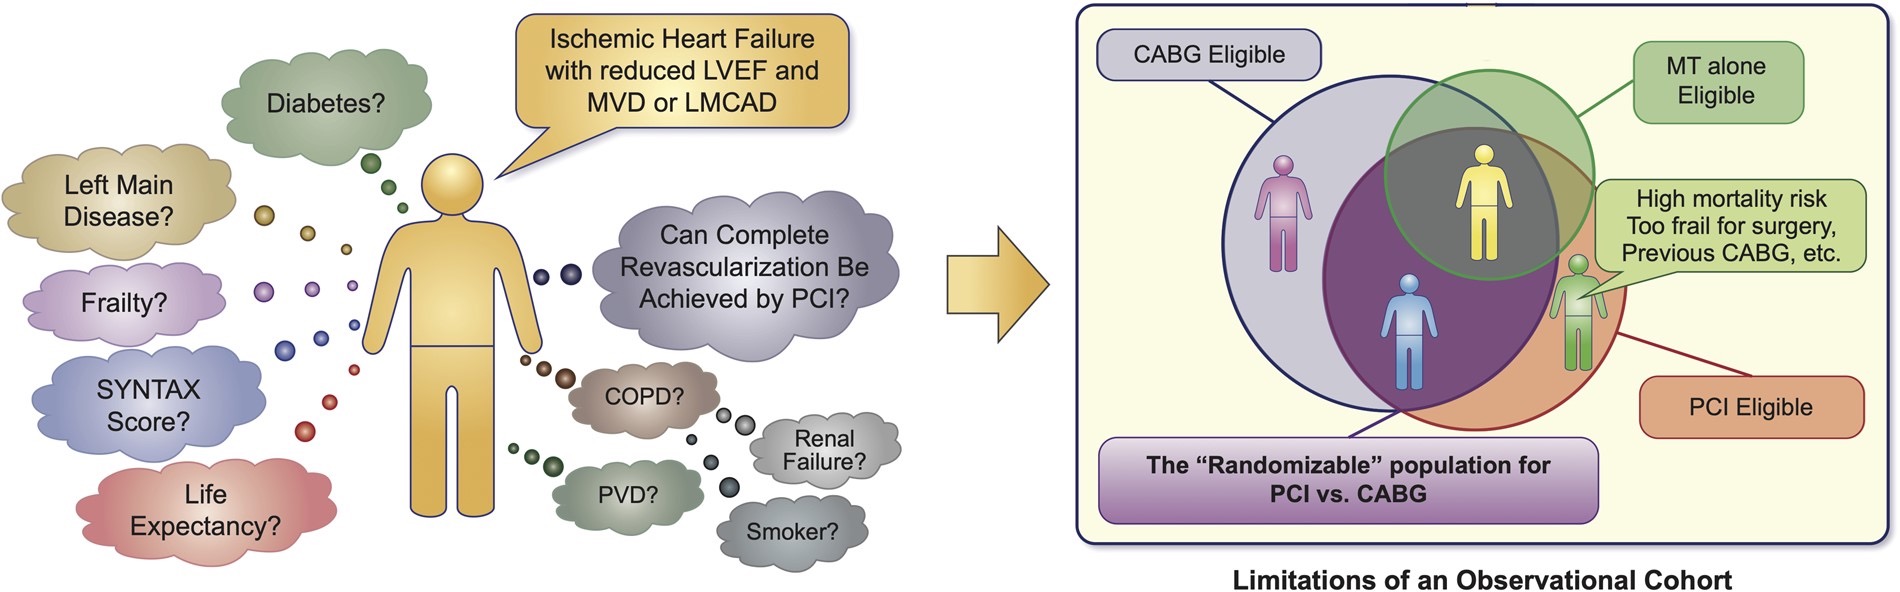 Ischemic Heart Failure
with reduced LVEF and
MVD or LMCAD
Diabetes?
Left Main
Disease?
Frailty?
SYNTAX
Score?
Life
Expectancy?
Can Complete
Revascularization Be
Achieved by PCI?
COPD?
Renal
Failure?
PVD?
Smoker?
CABG Eligible
MT alone
Eligible
High mortality risk
Too frail for surgery,
Previous CABG, etc.
PCI Eligible
The “Randomizable” population for
PCI vs. CABG
Limitations of an Observational Cohort